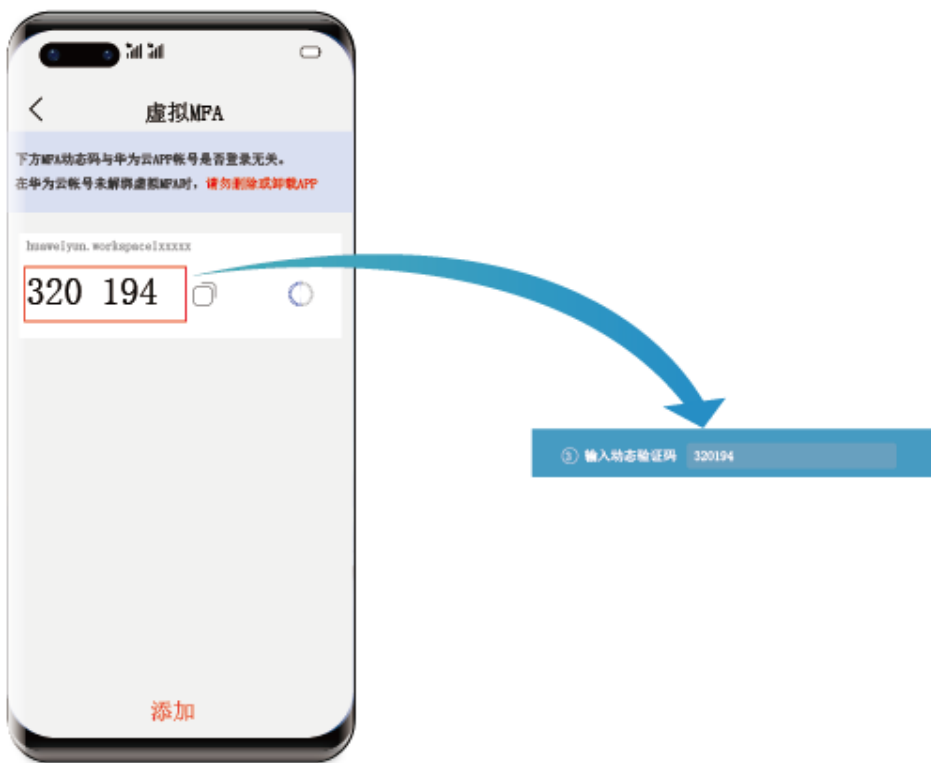 虚拟MFA
下方MFA动态码与华为云APP帐号是否登录无关。
在华为云帐号未解绑虚拟MFA时，请勿删除或卸载APP
huaweiyun.workspacelxxxxx
320 194
③ 输入动态验证码 320194
添加